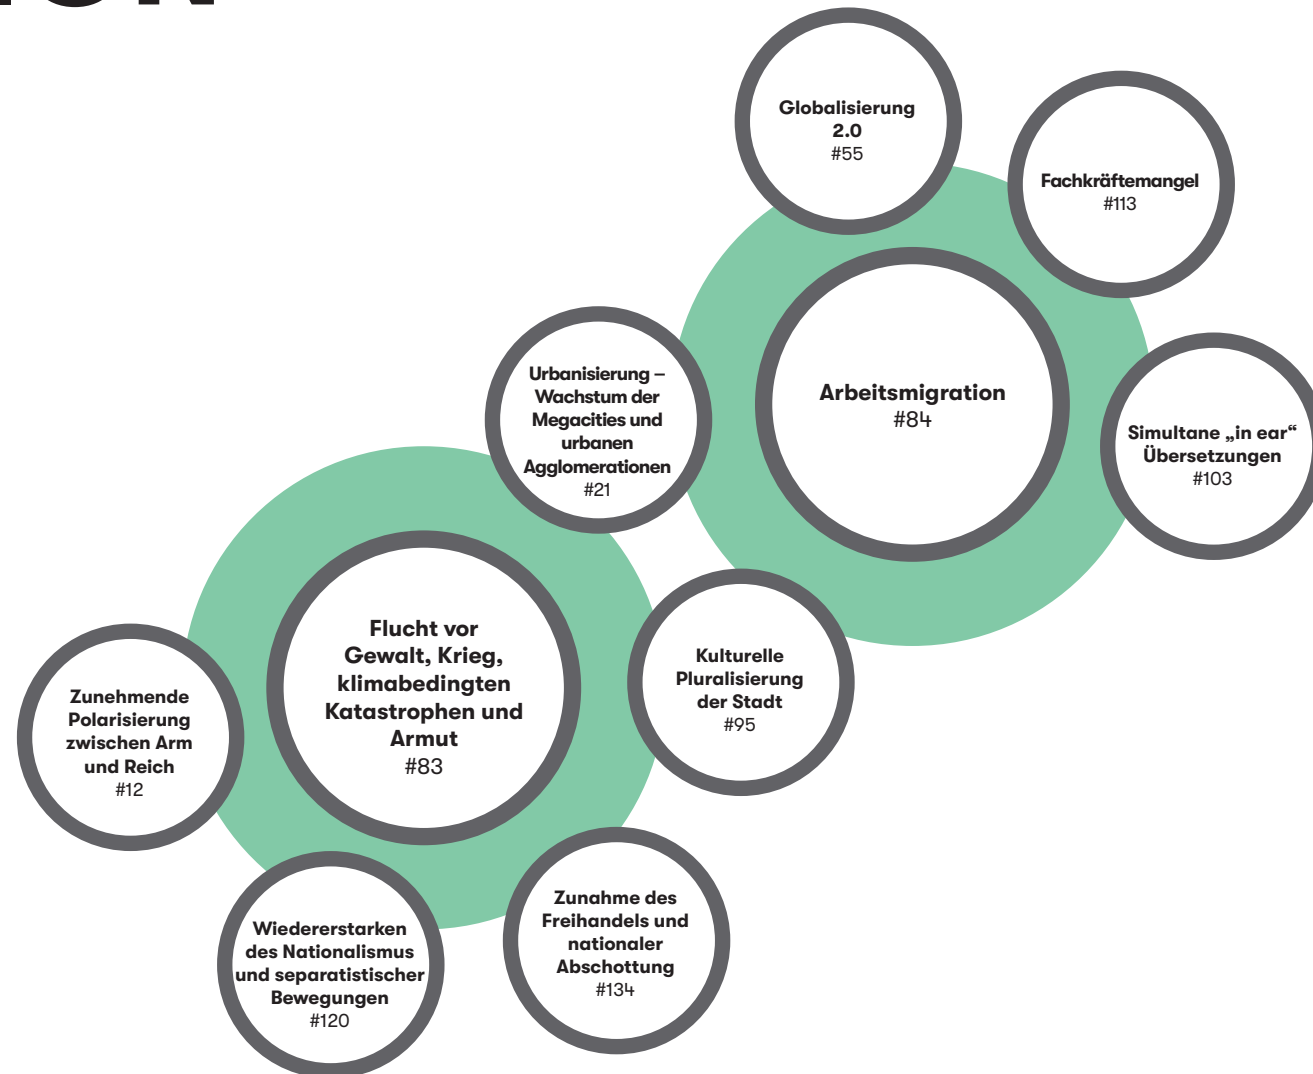 Globalisierung
2.0
#55
Fachkräftemangel
#113
Urbanisierung –
Wachstum der
Megacities und
urbanen
Agglomerationen
#21
Arbeitsmigration
#84
Simultane „in ear“
Übersetzungen
#103
Flucht vor
Gewalt, Krieg,
klimabedingten
Katastrophen und
Armut
#83
Kulturelle
Pluralisierung
der Stadt
#95
Zunehmende
Polarisierung
zwischen Arm
und Reich
#12
Wiedererstarken
des Nationalismus
und separatistischer
Bewegungen
#120
Zunahme des
Freihandels und
nationaler
Abschottung
#134